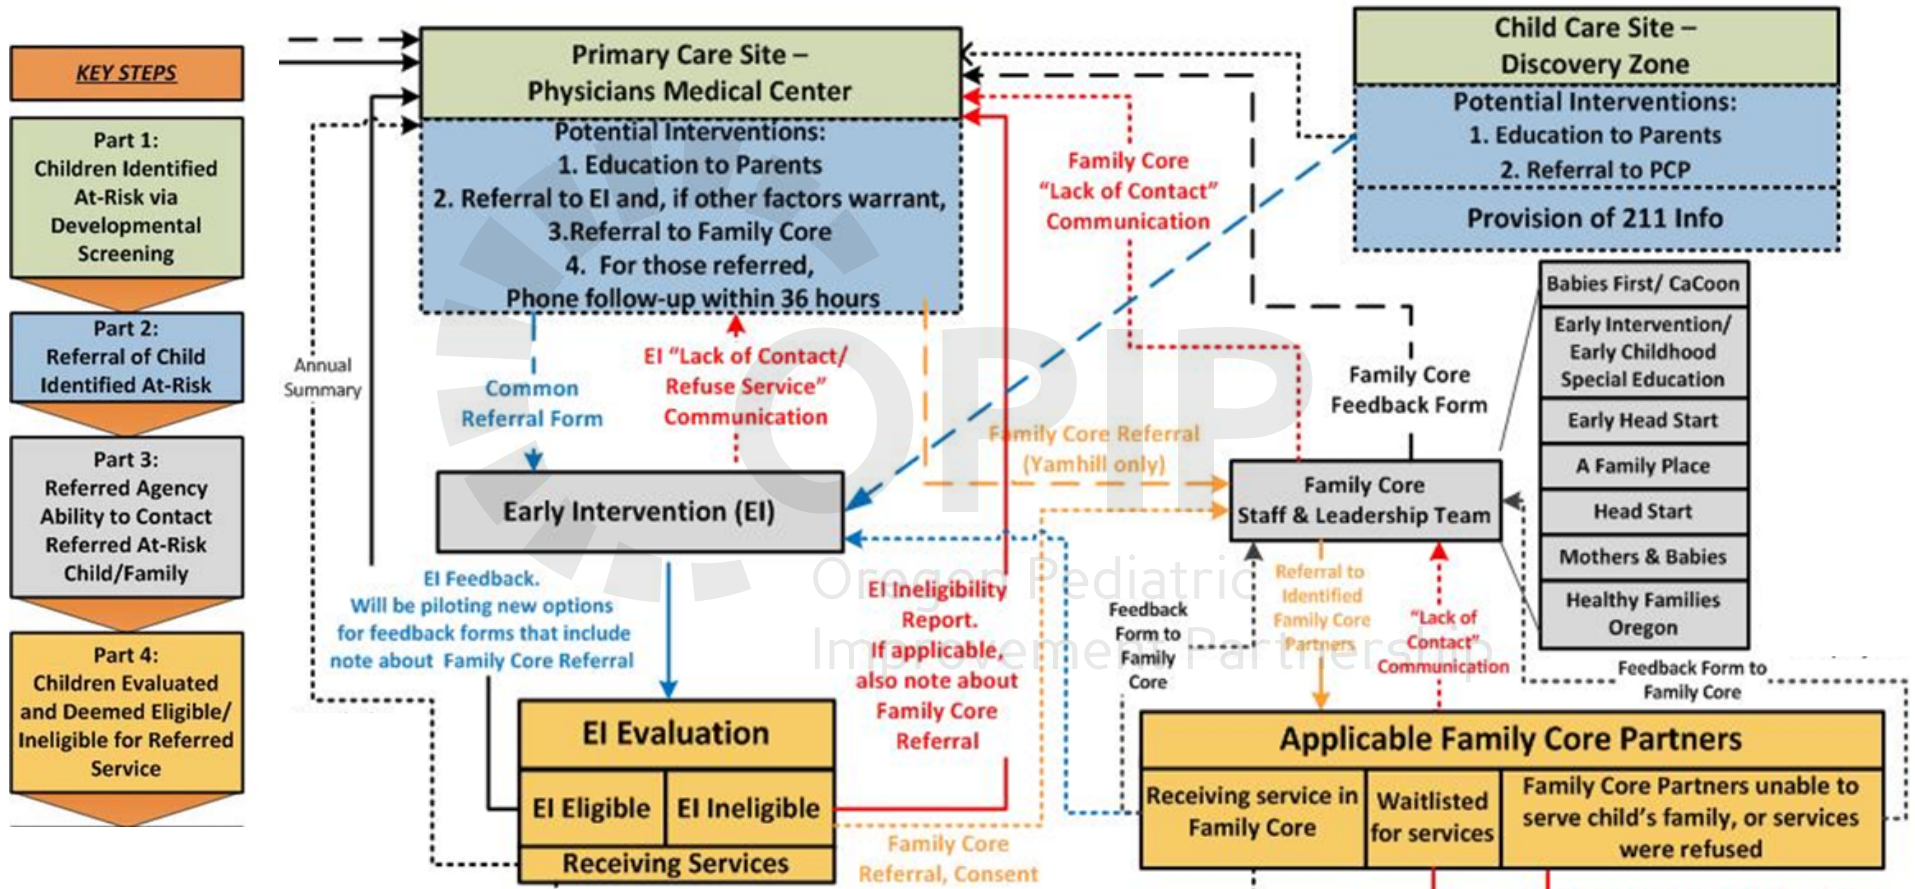 KEY STEPS
Part 1:
Children Identified
At-Risk via
Developmental
Screening
Part 2:
Referral of Child
Identified At-Risk
Part 3:
Referred Agency
Ability to Contact
Referred At-Risk
Child/Family
Part 4:
Children Evaluated
and Deemed Eligible/
Ineligible for Referred
Service
Primary Care Site –
Physicians Medical Center
Potential Interventions:
1. Education to Parents
2. Referral to EI and, if other factors warrant,
3.Referral to Family Core
4. For those referred,
Phone follow-up within 36 hours
Child Care Site –
Discovery Zone
Potential Interventions:
1. Education to Parents
2. Referral to PCP
Provision of 211 Info
Family Core
“Lack of Contact”
Communication
Annual
Summary
Common
Referral Form
EI “Lack of Contact/
Refuse Service”
Communication
Family Core Referral
(Yamhill only)
Family Core
Feedback Form
Babies First/ CaCoon
Early Intervention/
Early Childhood
Special Education
Early Head Start
A Family Place
Head Start
Mothers & Babies
Healthy Families
Oregon
Early Intervention (EI)
Family Core
Staff & Leadership Team
EI Feedback.
Will be piloting new options
for feedback forms that include
note about Family Core Referral
EI Ineligibility
Report.
If applicable,
also note about
Family Core
Referral
Feedback
Form to
Family
Core
Referral to
Identified
Family Core
Partners
“Lack of
Contact”
Communication
Feedback Form to
Family Core
EI Evaluation
EI Eligible
EI Ineligible
Receiving Services
Family Core
Referral, Consent
Applicable Family Core Partners
Receiving service in
Family Core
Waitlisted
for services
Family Core Partners unable to
serve child’s family, or services
were refused
OPIP
Oregon Pediatric
Improvement Partnership